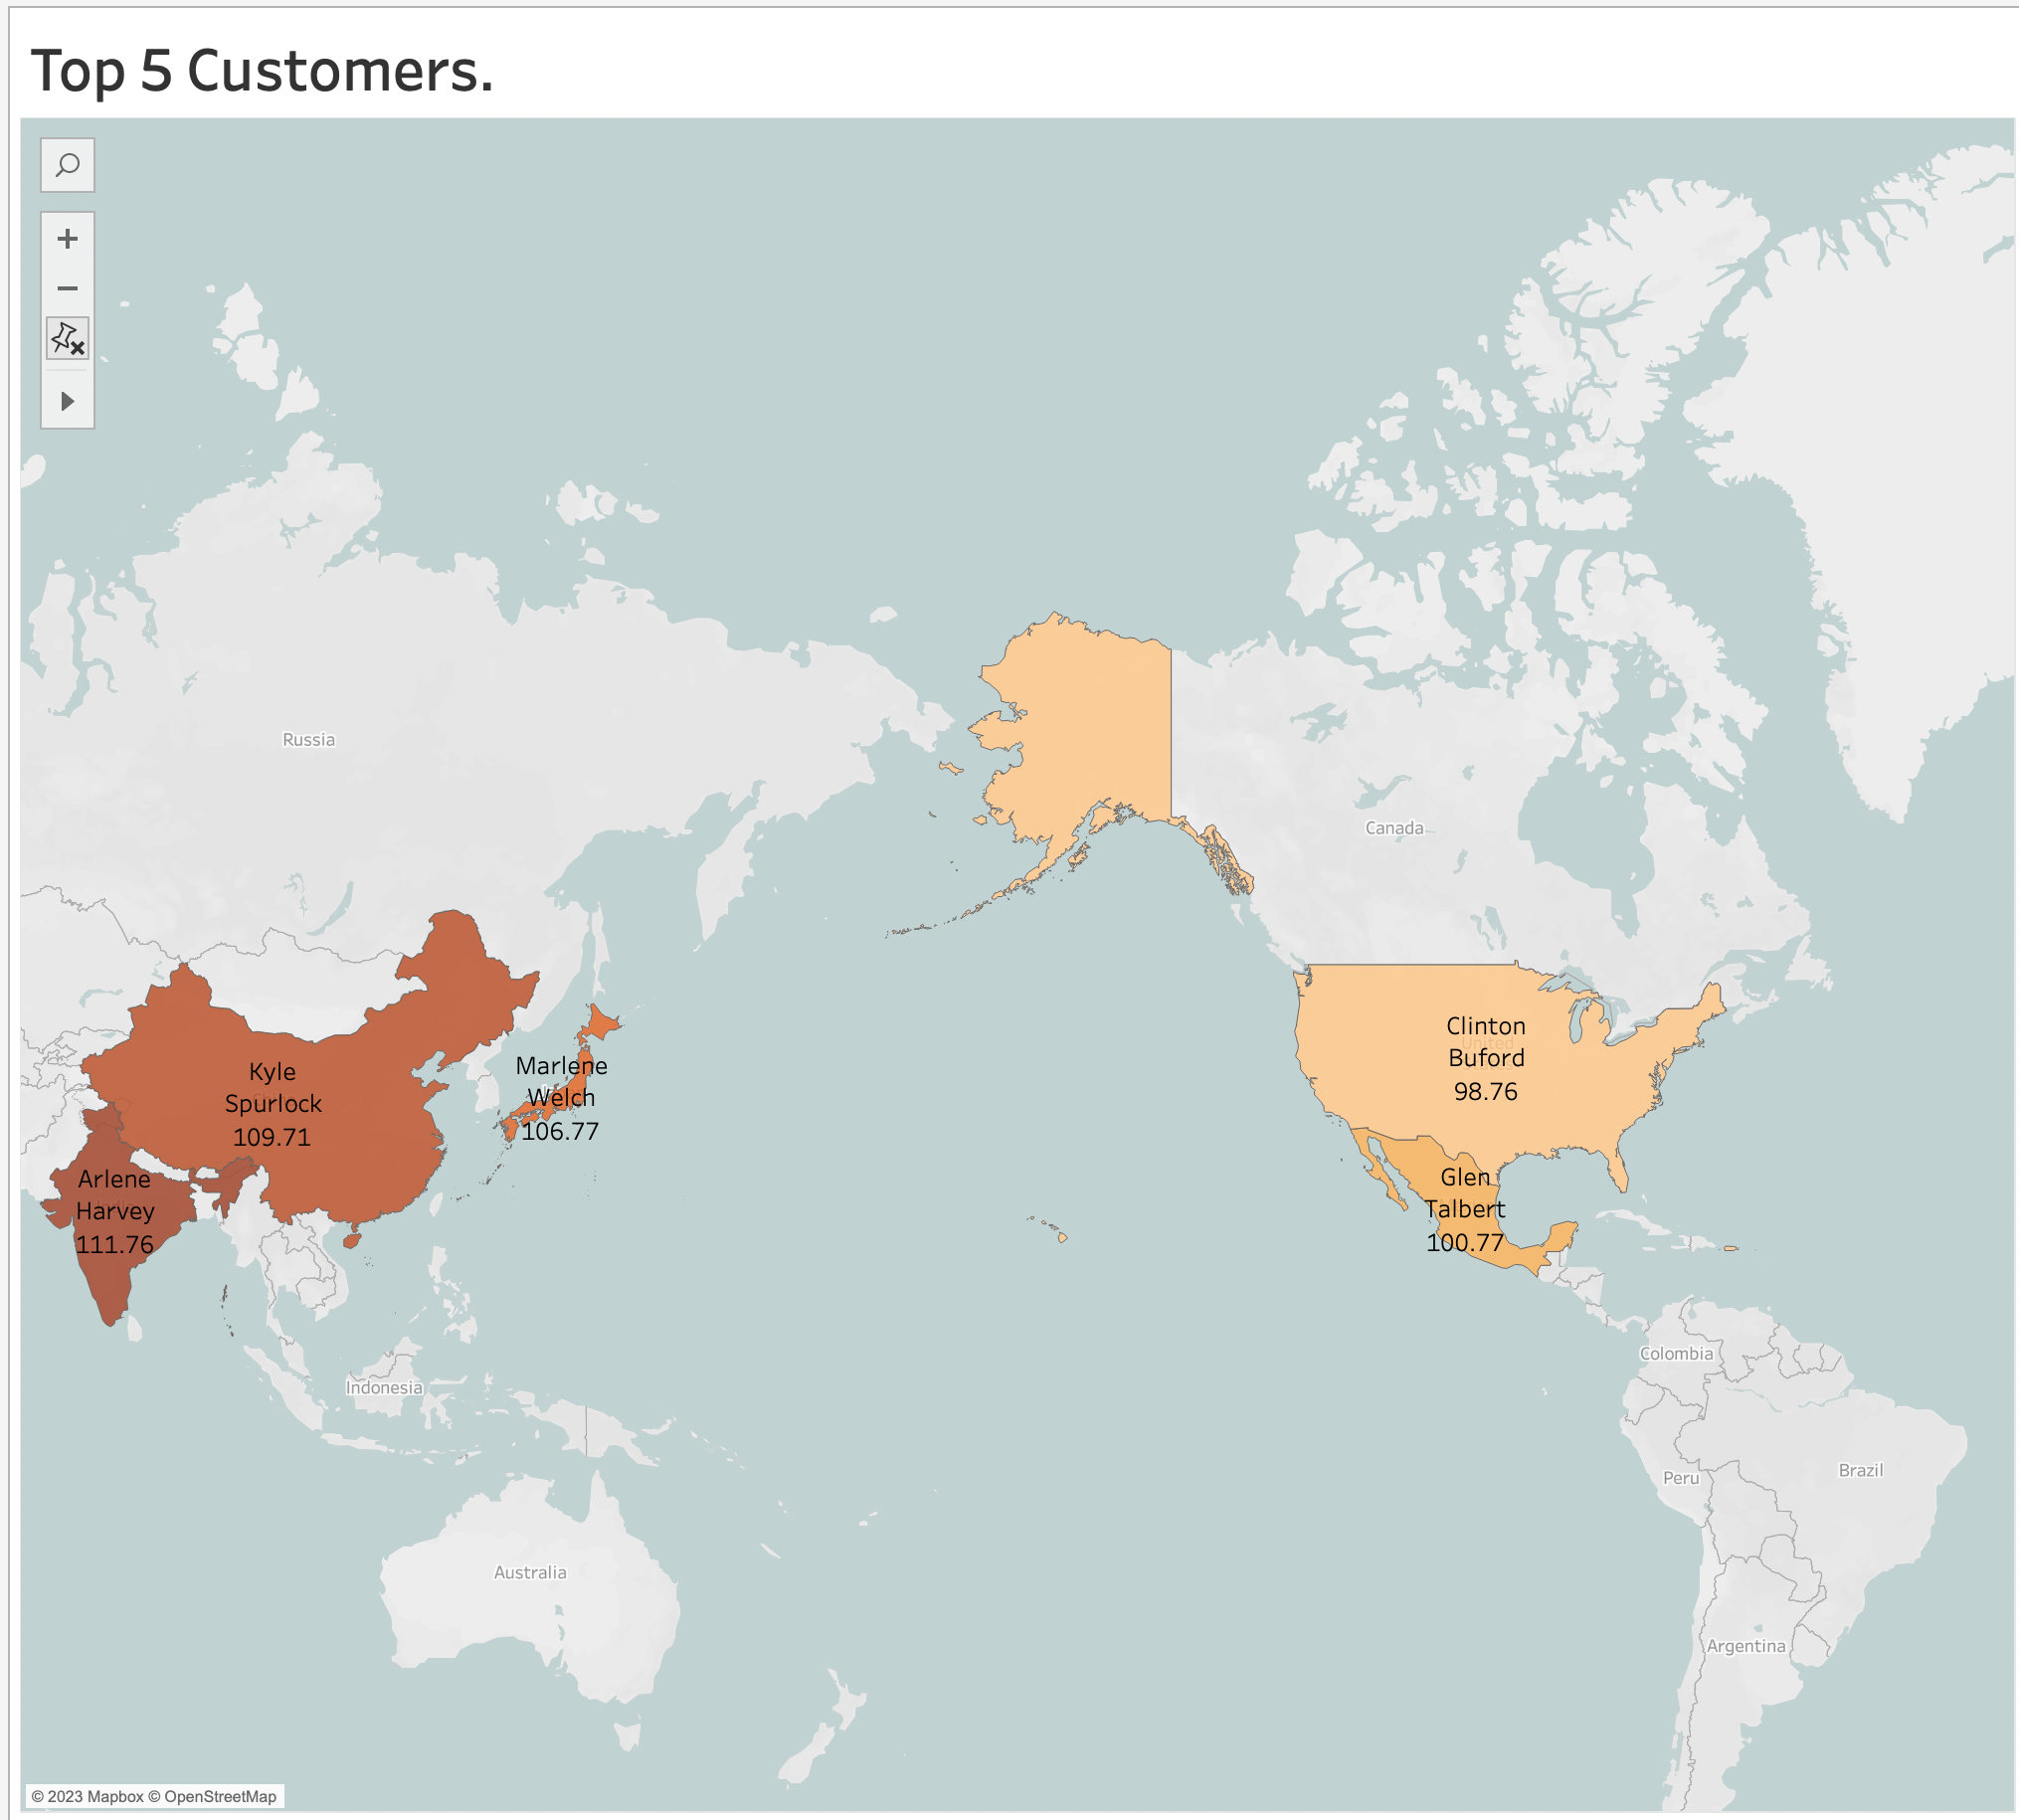 Top 5 Customers.
Russia
Canada
Clinton
Buford
98.76
Kyle
Spurlock
109.71
Marlene
Welch
106.77
Arlene
Harvey
111.76
Glen
Talbert
100.77
United
Colombia
Indonesia
Brazil
Peru
Australia
Argentina
© 2023 Mapbox © OpenStreetMap